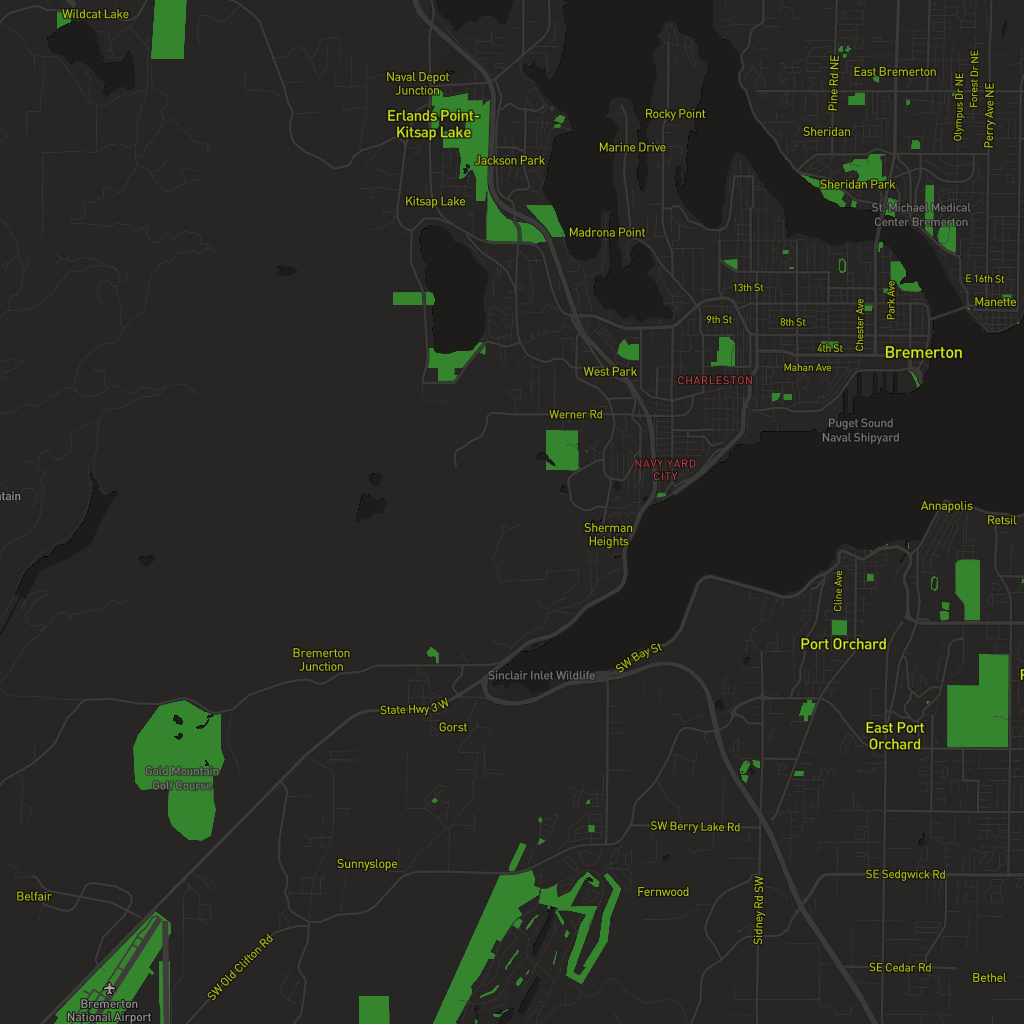 Wildcat Lake
Naval Depot
Junction
Erlands Point-
Kitsap Lake
Jackson Park
Kitsap Lake
Madrona Point
Marine Drive
Rocky Point
East Bremerton
Pine Rd NE
Olympus Dr NE
Forest Dr NE
Perry Ave NE
Sheridan
Sheridan Park
St. Michael Medical
Center Bremerton
E 16th St
Manette
13th St
9th St
8th St
4th St
Chester Ave
Park Ave
Bremerton
Mahan Ave
West Park
CHARLESTON
Werner Rd
Puget Sound
Naval Shipyard
NAVY YARD
CITY
ntain
Annapolis
Retsil
Sherman
Heights
Cline Ave
Port Orchard
Bremerton
Junction
SW Bay St
Sinclair Inlet Wildlife
State Hwy 3 W
Gorst
East Port
Orchard
Gold Mountain
Golf Course
SW Berry Lake Rd
Sunnyslope
Fernwood
SE Sedgwick Rd
Belfair
Sidney Rd SW
SW Old Clifton Rd
SE Cedar Rd
Bethel
Bremerton
National Airport